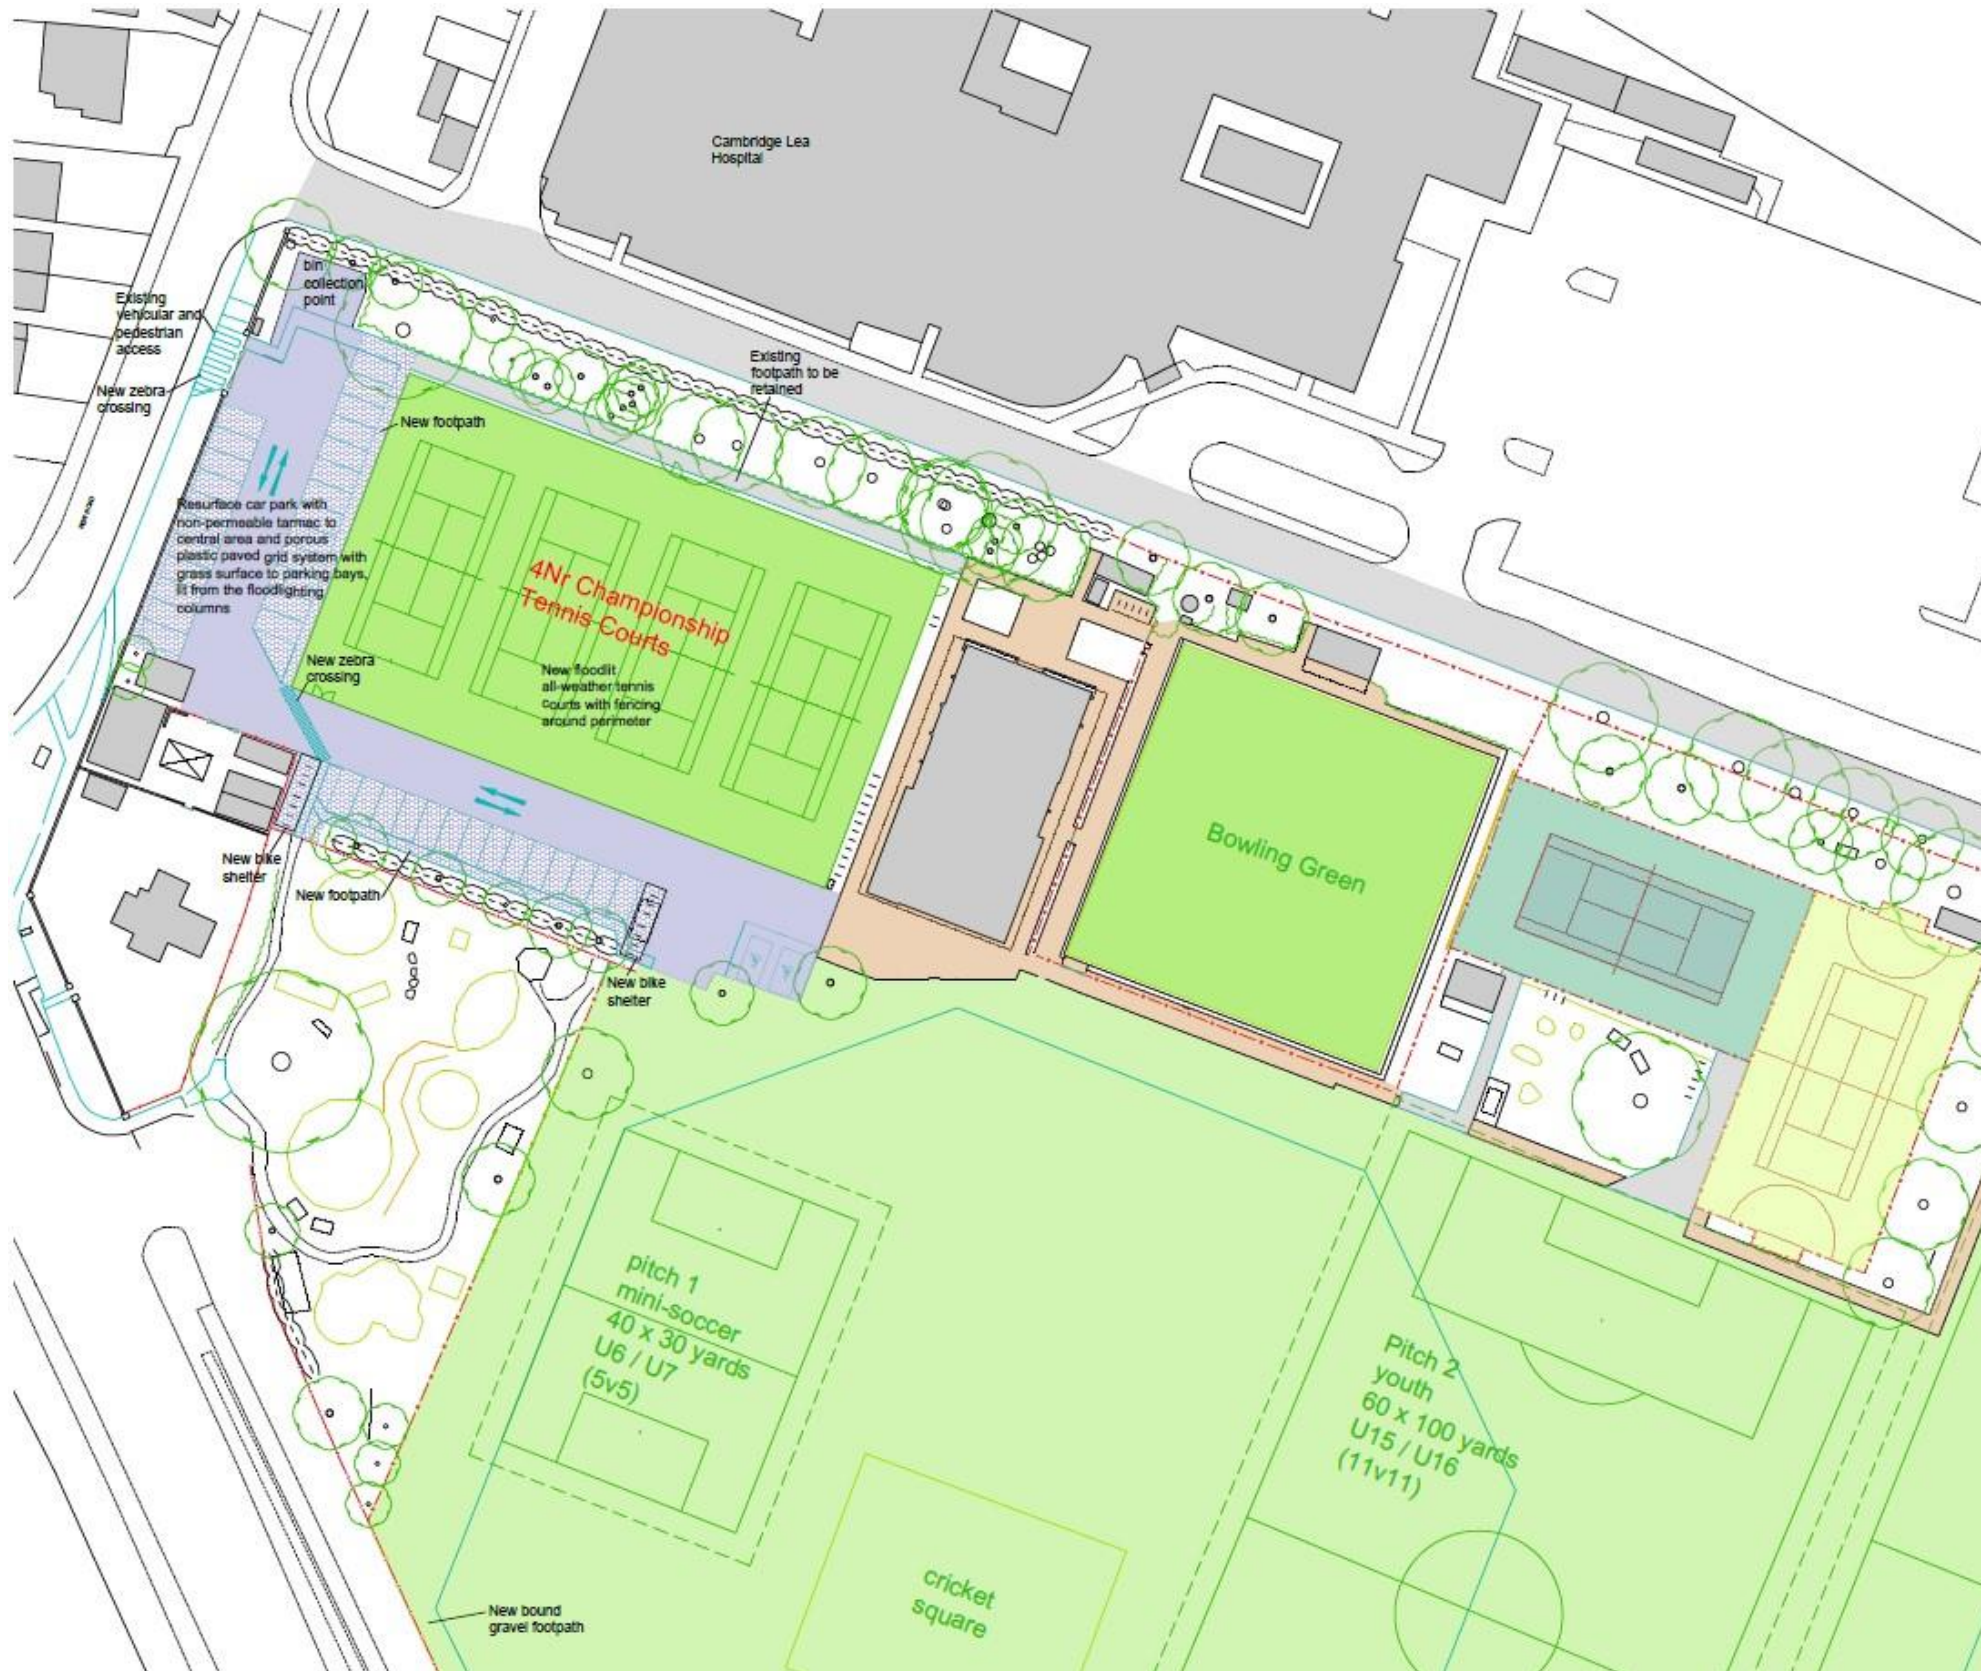 Cambridge Lea
Hospital
bin
collection
point
Existing
vehicular and
pedestrian
access
New zebra
crossing
Existing
footpath to be
retained
New footpath
Resurface car park with
non-permeable tarmac to
central area and porous
plastic paved grid system with
grass surface to parking bays,
lit from the floodlighting
columns
4Nr Championship
Tennis Courts
New floodlit
all-weather tennis
courts with fencing
around perimeter
New zebra
crossing
Bowling Green
New bike
shelter
New footpath
New bike
shelter
pitch 1
mini-soccer
40 x 30 yards
U6 / U7
(5v5)
Pitch 2
youth
60 x 100 yards
U15 / U16
(11v11)
cricket
square
New bound
gravel footpath